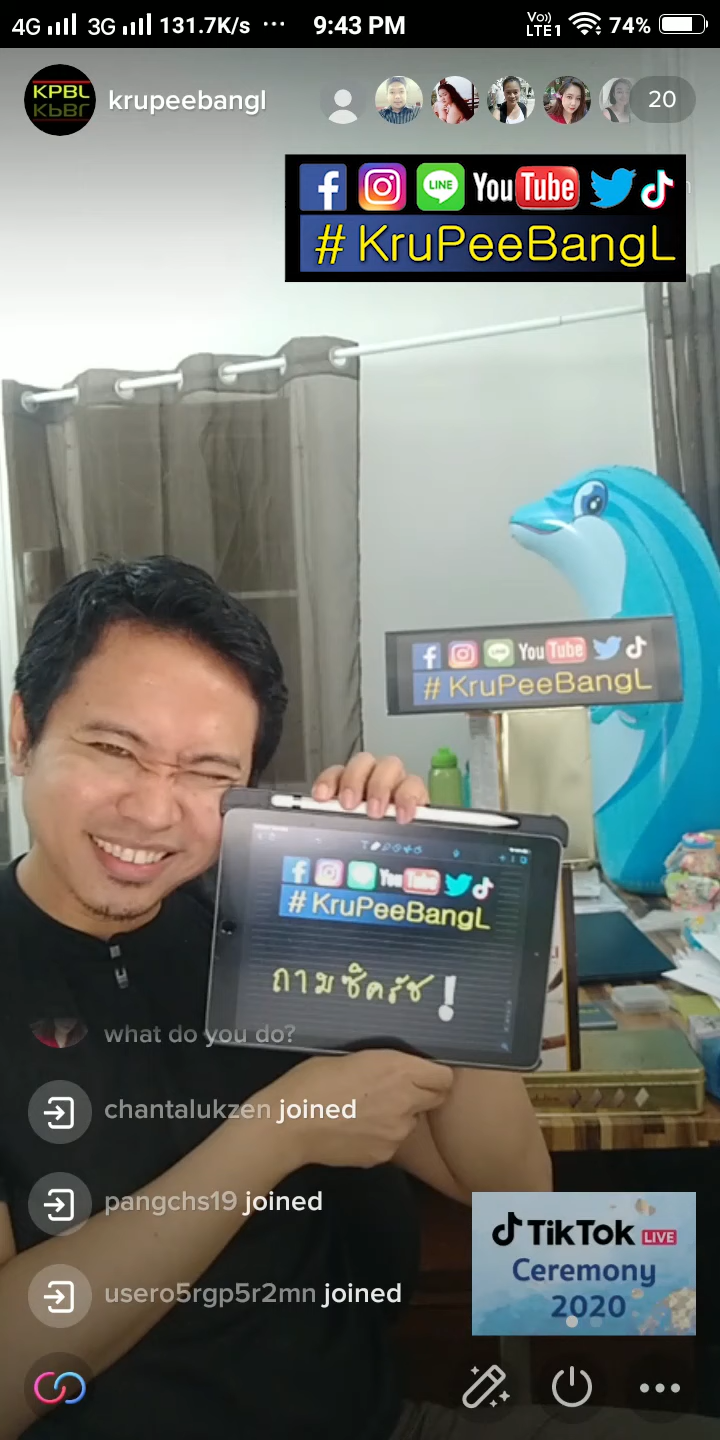 4G 3G 131.7K/s ... 9:43 PM Vo)) LTE1 74%
KPBL
krupeebangl
20
f LINE YouTube
# KruPeeBangL
f LINE YouTube
# KruPeeBangL
f YouTube
# KruPeeBangL
ถามซิครัช!
what do you do?
chantalukzen joined
pangchs19 joined
usero5rgp5r2mn joined
TikTok LIVE
Ceremony
2020